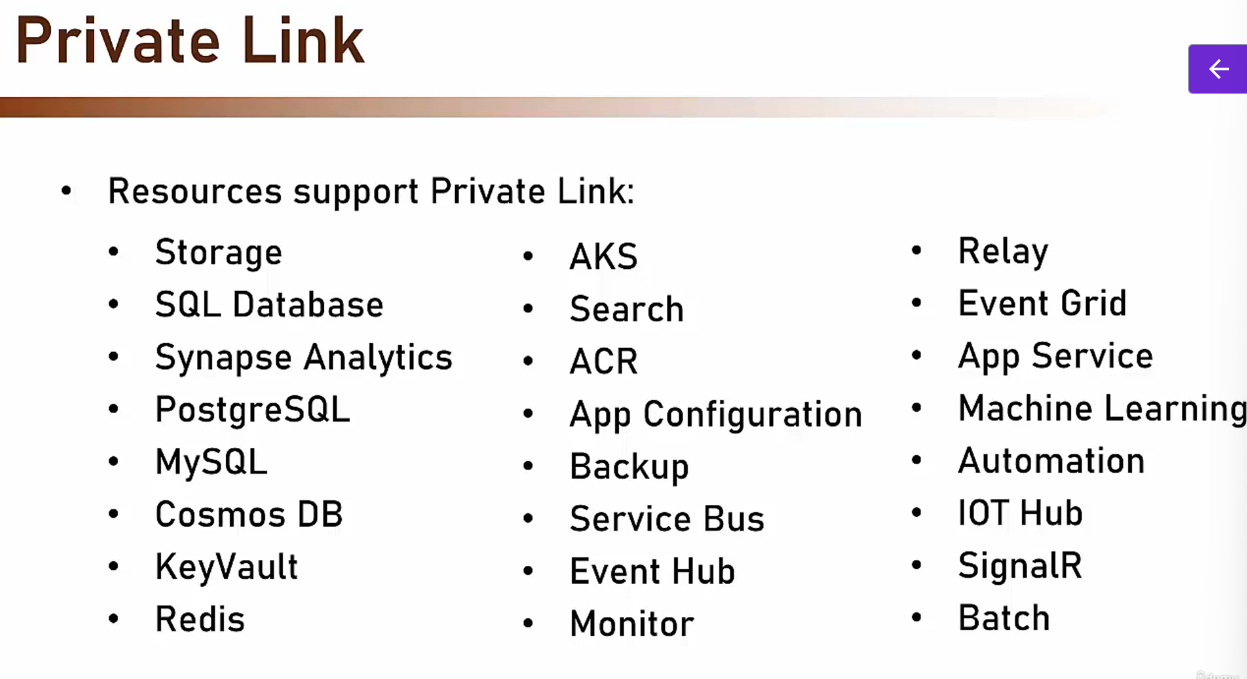 Private Link
Resources support Private Link:
Storage
SQL Database
Synapse Analytics
PostgreSQL
MySQL
Cosmos DB
KeyVault
Redis
AKS
Search
ACR
App Configuration
Backup
Service Bus
Event Hub
Monitor
Relay
Event Grid
App Service
Machine Learning
Automation
IOT Hub
SignalR
Batch